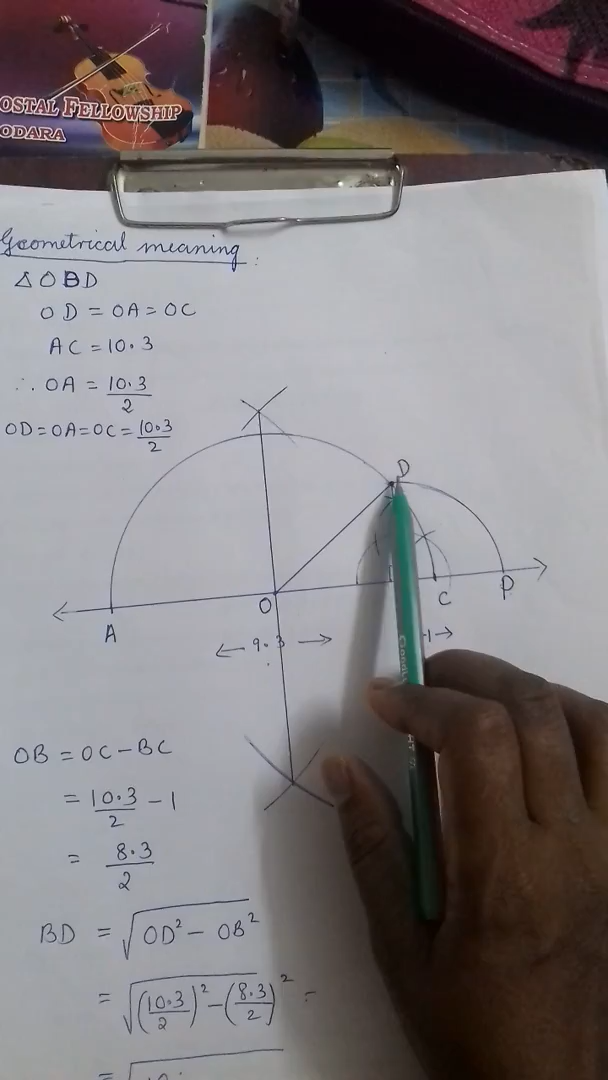 OSTAL FELLOWSHIP
ODARA
Geometrical meaning :
△ OBD
OD = OA = OC
AC = 10.3
∴ OA = 10.3/2
OD = OA = OC = 10.3/2
D
O
A
C
P
← 9.3 →
1 →
OB = OC - BC
= 10.3/2 - 1
= 8.3/2
BD = √(OD² - OB²)
= √((10.3/2)² - (8.3/2)²) =
= √